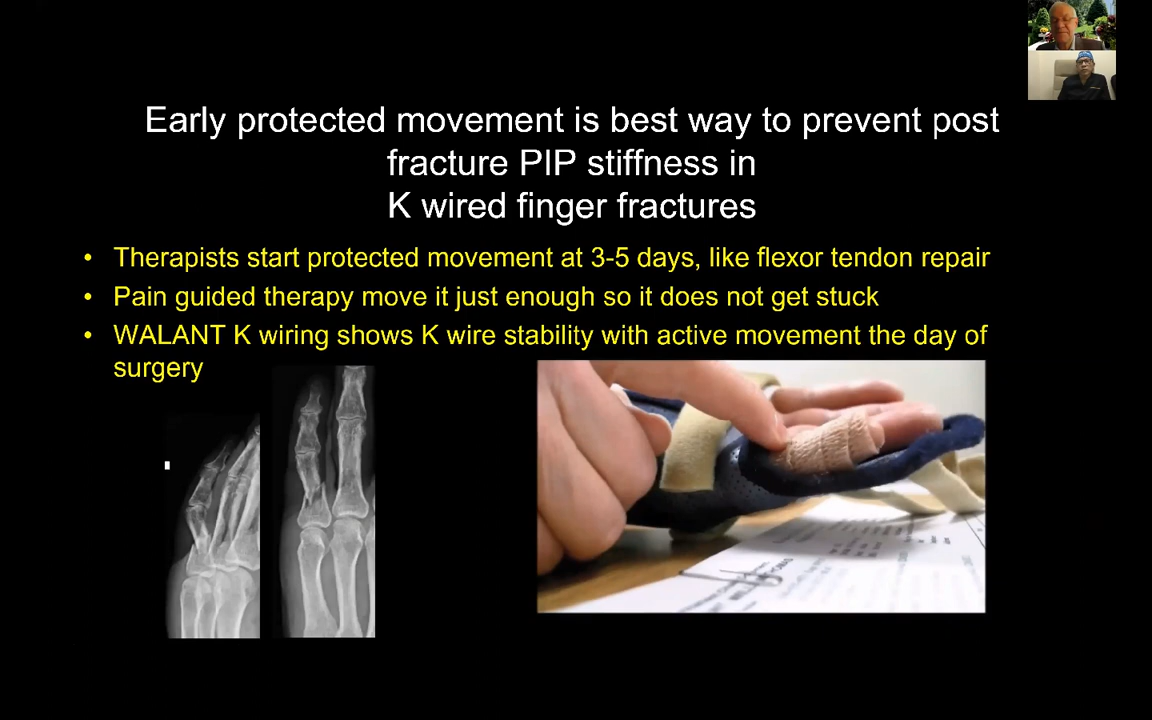 Early protected movement is best way to prevent post
fracture PIP stiffness in
K wired finger fractures
• Therapists start protected movement at 3-5 days, like flexor tendon repair
• Pain guided therapy move it just enough so it does not get stuck
• WALANT K wiring shows K wire stability with active movement the day of
surgery